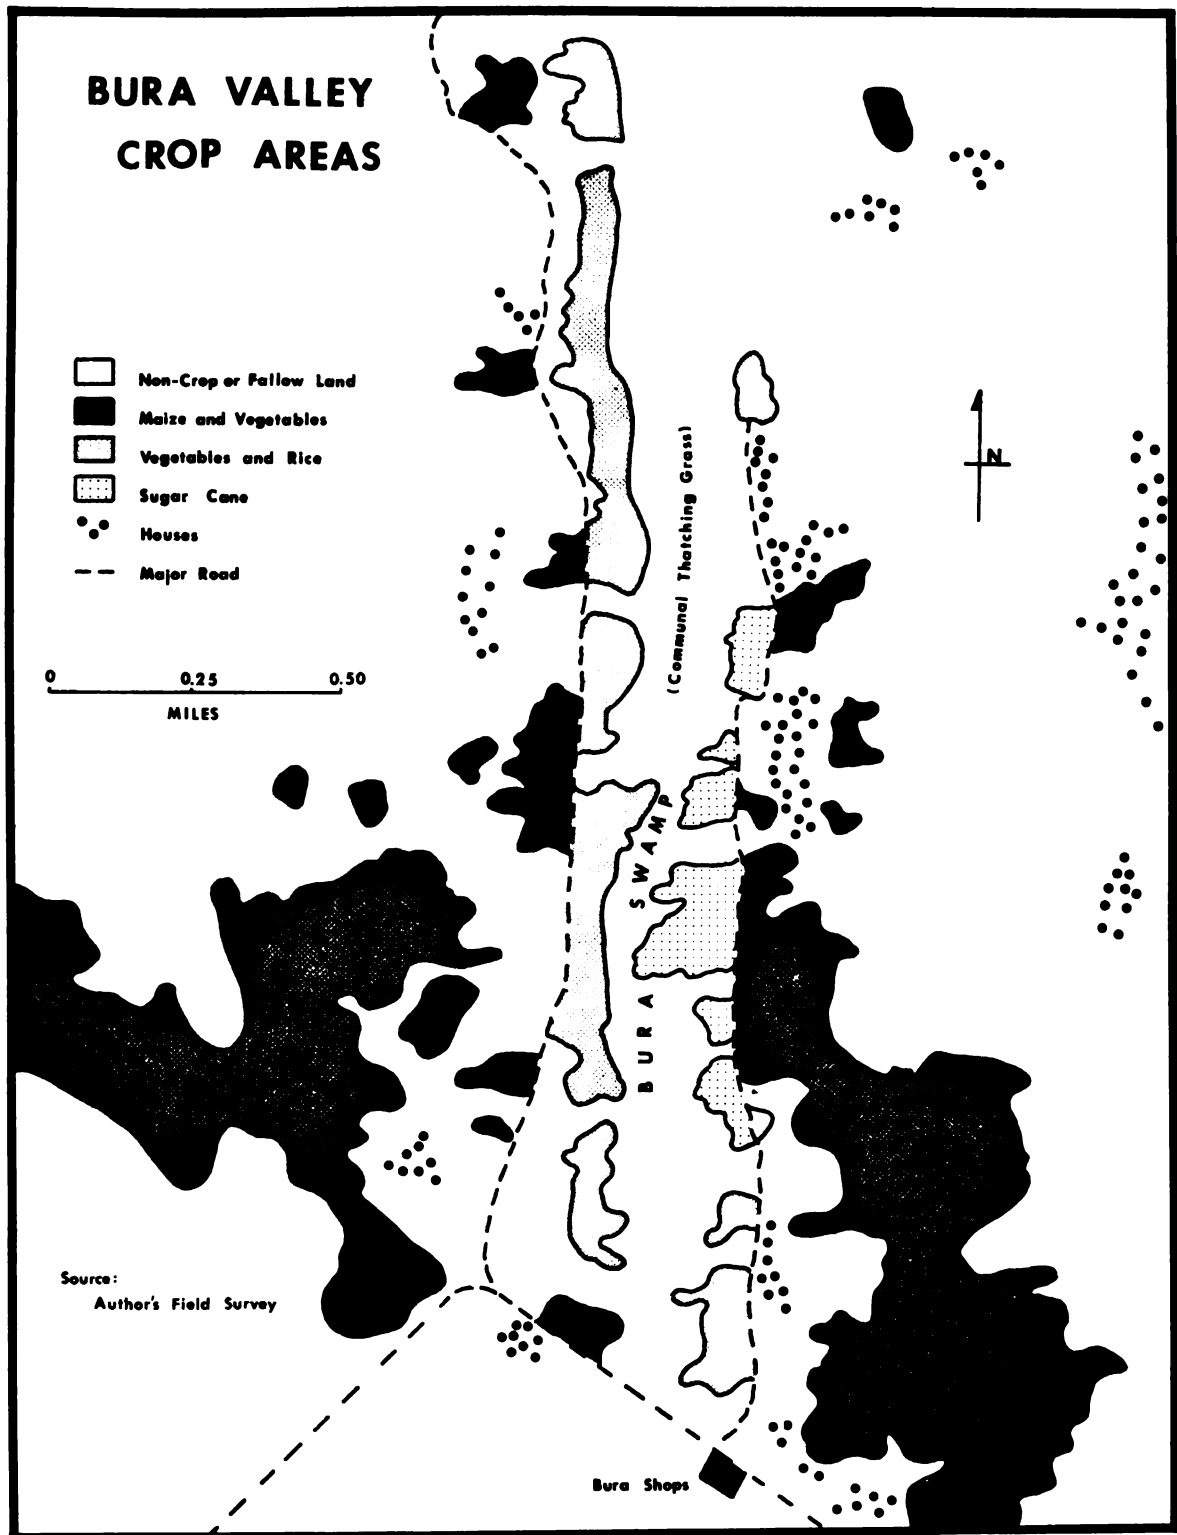 BURA VALLEY
CROP AREAS
Non-Crop or Fallow Land
Maize and Vegetables
Vegetables and Rice
Sugar Cane
Houses
Major Road
0 0.25 0.50
MILES
N
(Communal Thatching Grass)
BURA SWAMP
Source:
Author's Field Survey
Bura Shops